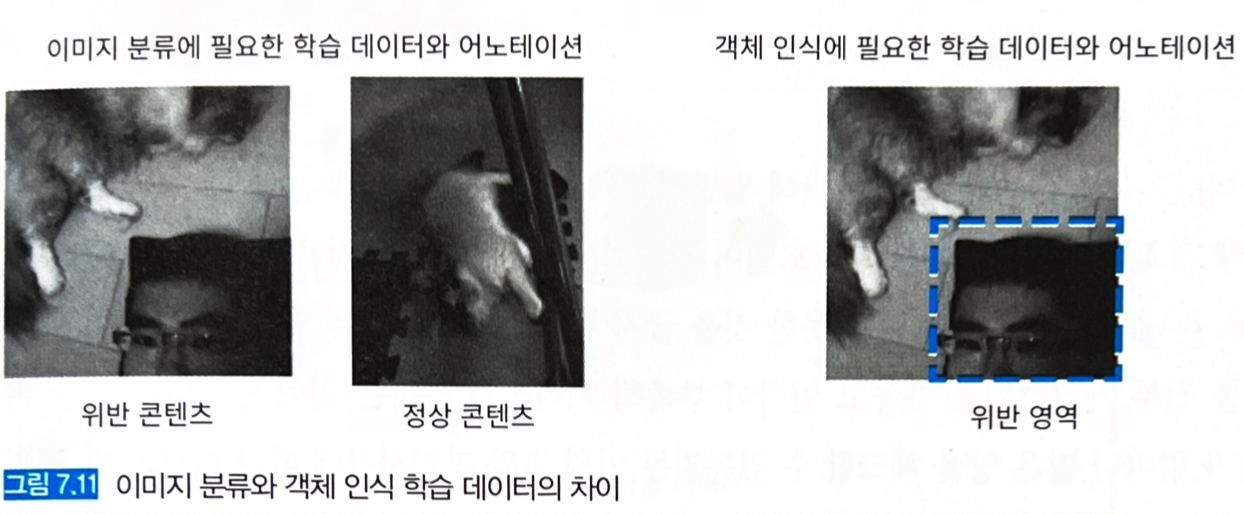 이미지 분류에 필요한 학습 데이터와 어노테이션
객체 인식에 필요한 학습 데이터와 어노테이션
위반 콘텐츠
정상 콘텐츠
위반 영역
그림 7.11 이미지 분류와 객체 인식 학습 데이터의 차이